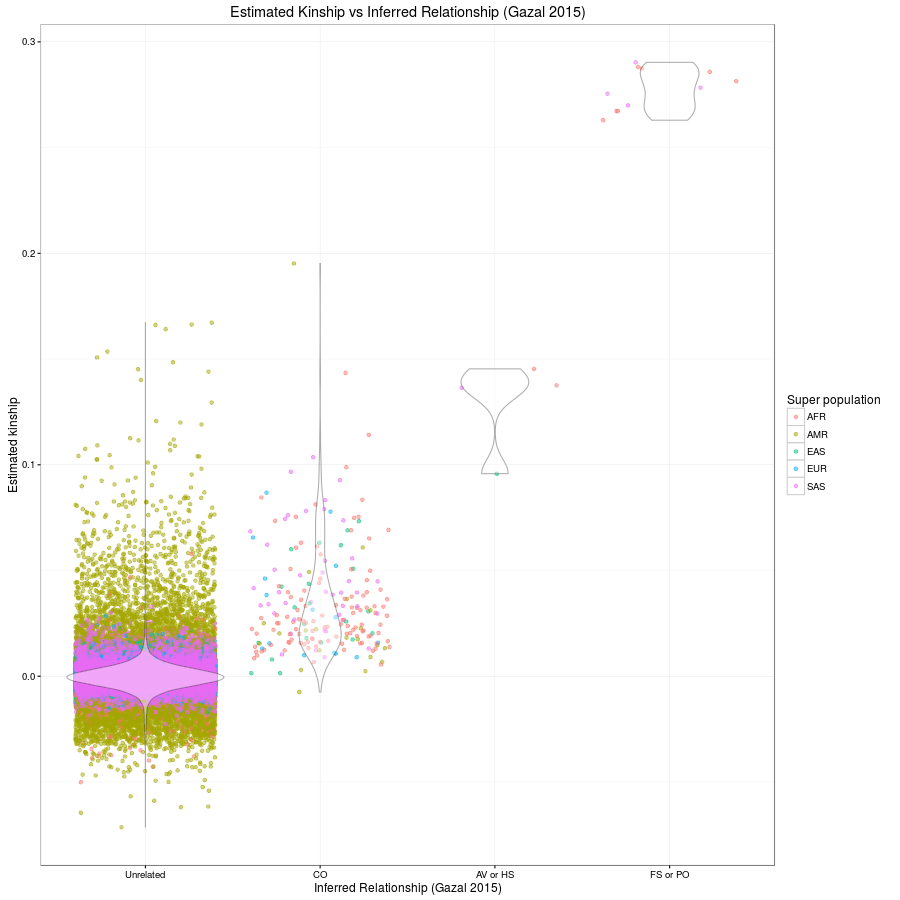 Estimated Kinship vs Inferred Relationship (Gazal 2015)
Estimated kinship
0.3
0.2
0.1
0.0
Unrelated
CO
AV or HS
FS or PO
Inferred Relationship (Gazal 2015)
Super population
AFR
AMR
EAS
EUR
SAS